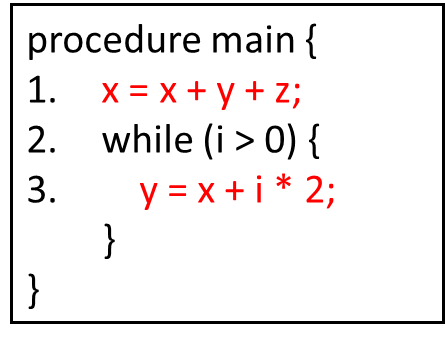 procedure main {
1. x = x + y + z;
2. while (i > 0) {
3. y = x + i * 2;
}
}